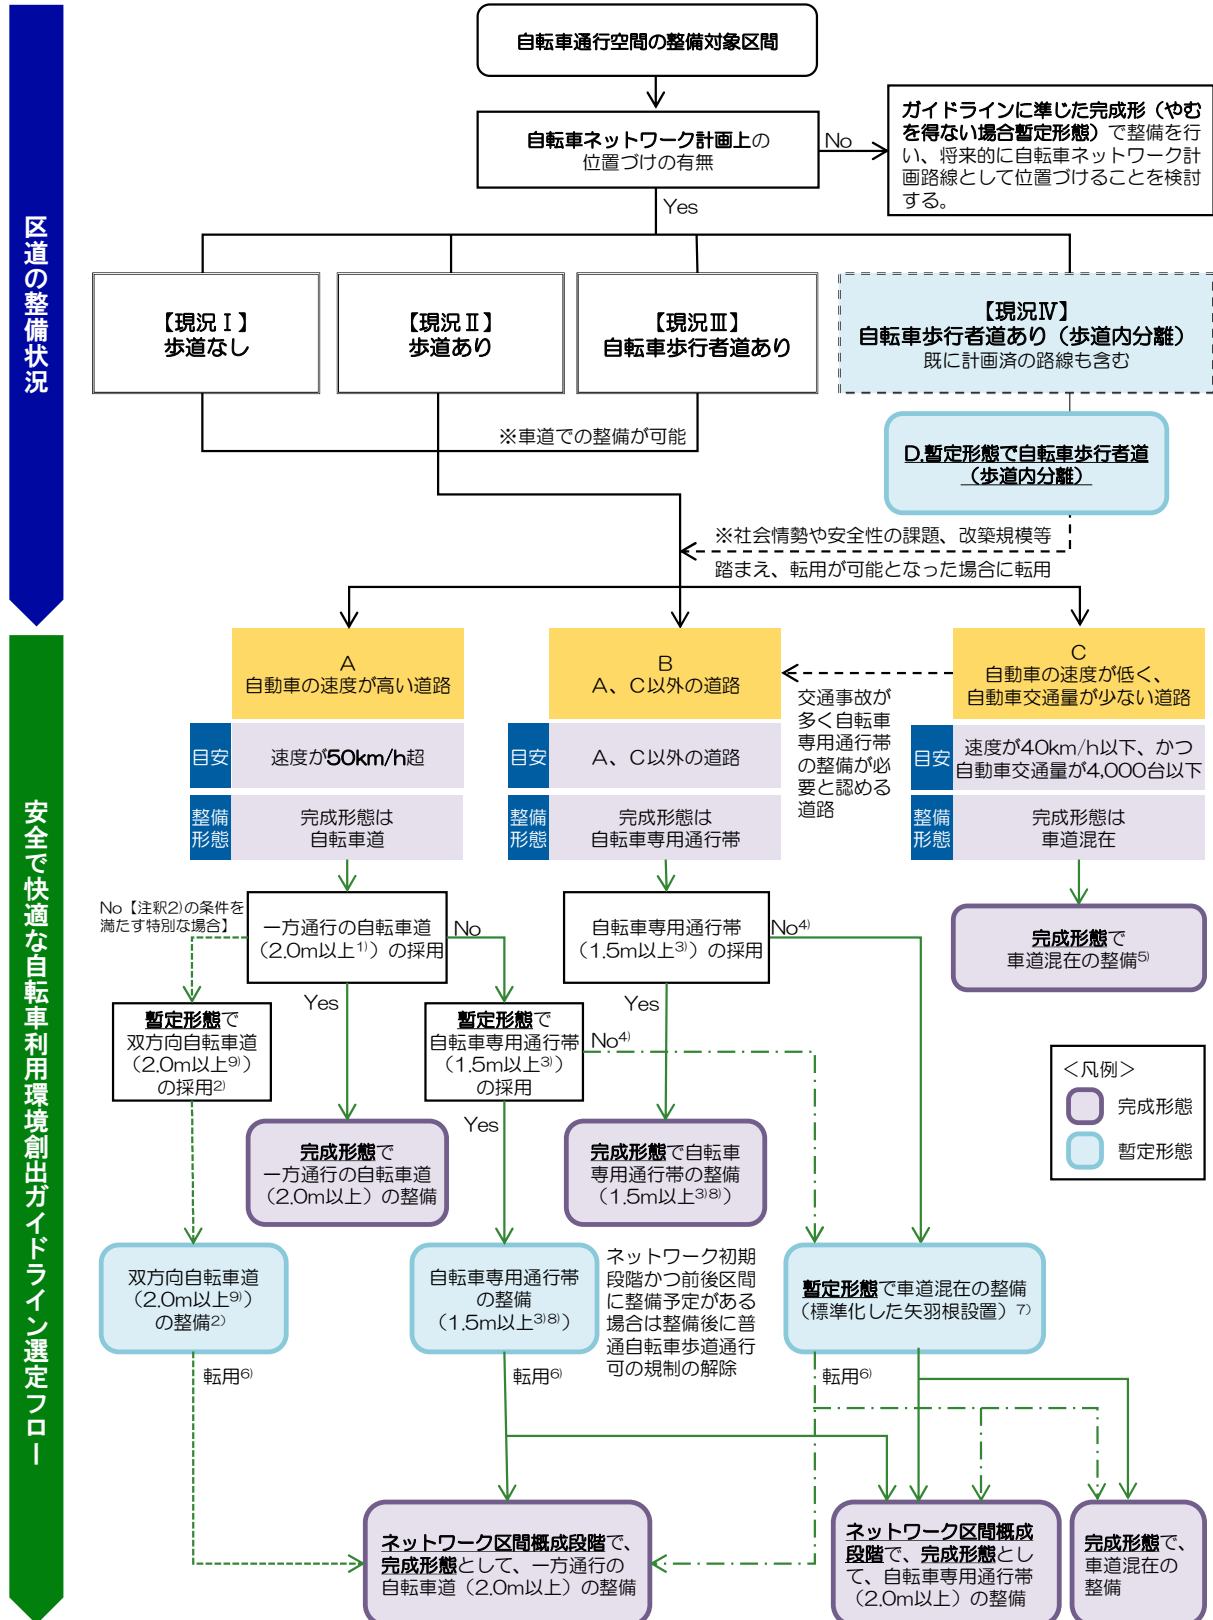 区道の整備状況
安全で快適な自転車利用環境創出ガイドライン選定フロー
自転車通行空間の整備対象区間
自転車ネットワーク計画上の
位置づけの有無
No
ガイドラインに準じた完成形（やむ
を得ない場合暫定形態）で整備を行
い、将来的に自転車ネットワーク計
画路線として位置づけることを検討
する。
Yes
【現況Ⅰ】
歩道なし
【現況Ⅱ】
歩道あり
【現況Ⅲ】
自転車歩行者道あり
【現況Ⅳ】
自転車歩行者道あり（歩道内分離）
既に計画済の路線も含む
※車道での整備が可能
D.暫定形態で自転車歩行者道
（歩道内分離）
※社会情勢や安全性の課題、改築規模等
踏まえ、転用が可能となった場合に転用
A
自動車の速度が高い道路
B
A、C以外の道路
C
自動車の速度が低く、
自動車交通量が少ない道路
交通事故が
多く自転車
専用通行帯
の整備が必
要と認める
道路
目安
速度が50km/h超
目安
A、C以外の道路
目安
速度が40km/h以下、かつ
自動車交通量が4,000台以下
整備
形態
完成形態は
自転車道
整備
形態
完成形態は
自転車専用通行帯
整備
形態
完成形態は
車道混在
No【注釈2)の条件を
満たす特別な場合】
一方通行の自転車道
（2.0m以上1)）の採用
No
自転車専用通行帯
（1.5m以上3)）の採用
No4)
完成形態で
車道混在の整備5)
Yes
Yes
暫定形態で
双方向自転車道
（2.0m以上9)）
の採用2)
暫定形態で
自転車専用通行帯
（1.5m以上3)）
の採用
No4)
Yes
＜凡例＞
完成形態
暫定形態
完成形態で
一方通行の自転車道
（2.0m以上）の整備
完成形態で自転車
専用通行帯の整備
（1.5m以上3)8)）
双方向自転車道
（2.0m以上9)）
の整備2)
自転車専用通行帯
の整備
（1.5m以上3)8)）
ネットワーク初期
段階かつ前後区間
に整備予定がある
場合は整備後に普
通自転車歩道通行
可の規制の解除
暫定形態で車道混在の整備
（標準化した矢羽根設置）7)
転用6)
転用6)
転用6)
ネットワーク区間概成段階で、
完成形態として、一方通行の
自転車道（2.0m以上）の整備
ネットワーク区間概成
段階で、完成形態とし
て、自転車専用通行帯
（2.0m以上）の整備
完成形態で、
車道混在の
整備